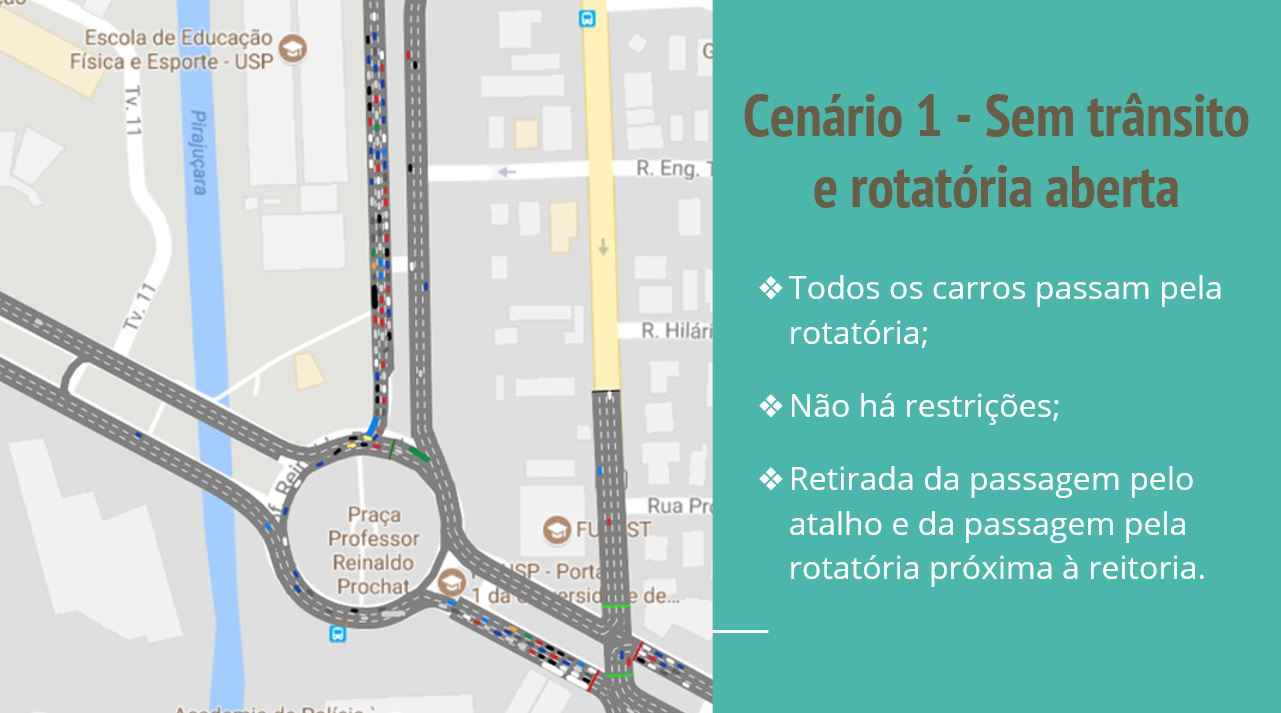 Escola de Educação
Física e Esporte - USP
Tv. 11
Pirajuçara
Tv. 11
R. Eng.
R. Hilári
Rua
Praça
Professor
Reinaldo
Prochat
USP - Porta
1 da
e de...
Cenário 1 - Sem trânsito
e rotatória aberta
❖ Todos os carros passam pela
rotatória;
❖ Não há restrições;
❖ Retirada da passagem pelo
atalho e da passagem pela
rotatória próxima à reitoria.